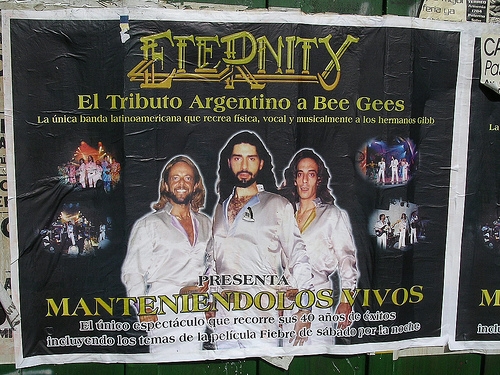 ETERNITY
El Tributo Argentino a Bee Gees
La única banda latinoamericana que recrea física, vocal y musicalmente a los hermanos Gibb
PRESENTA
MANTENIENDOLOS VIVOS
El único espectáculo que recorre sus 40 años de éxitos
incluyendo los temas de la película Fiebre de sábado por la noche
La
M
inclu